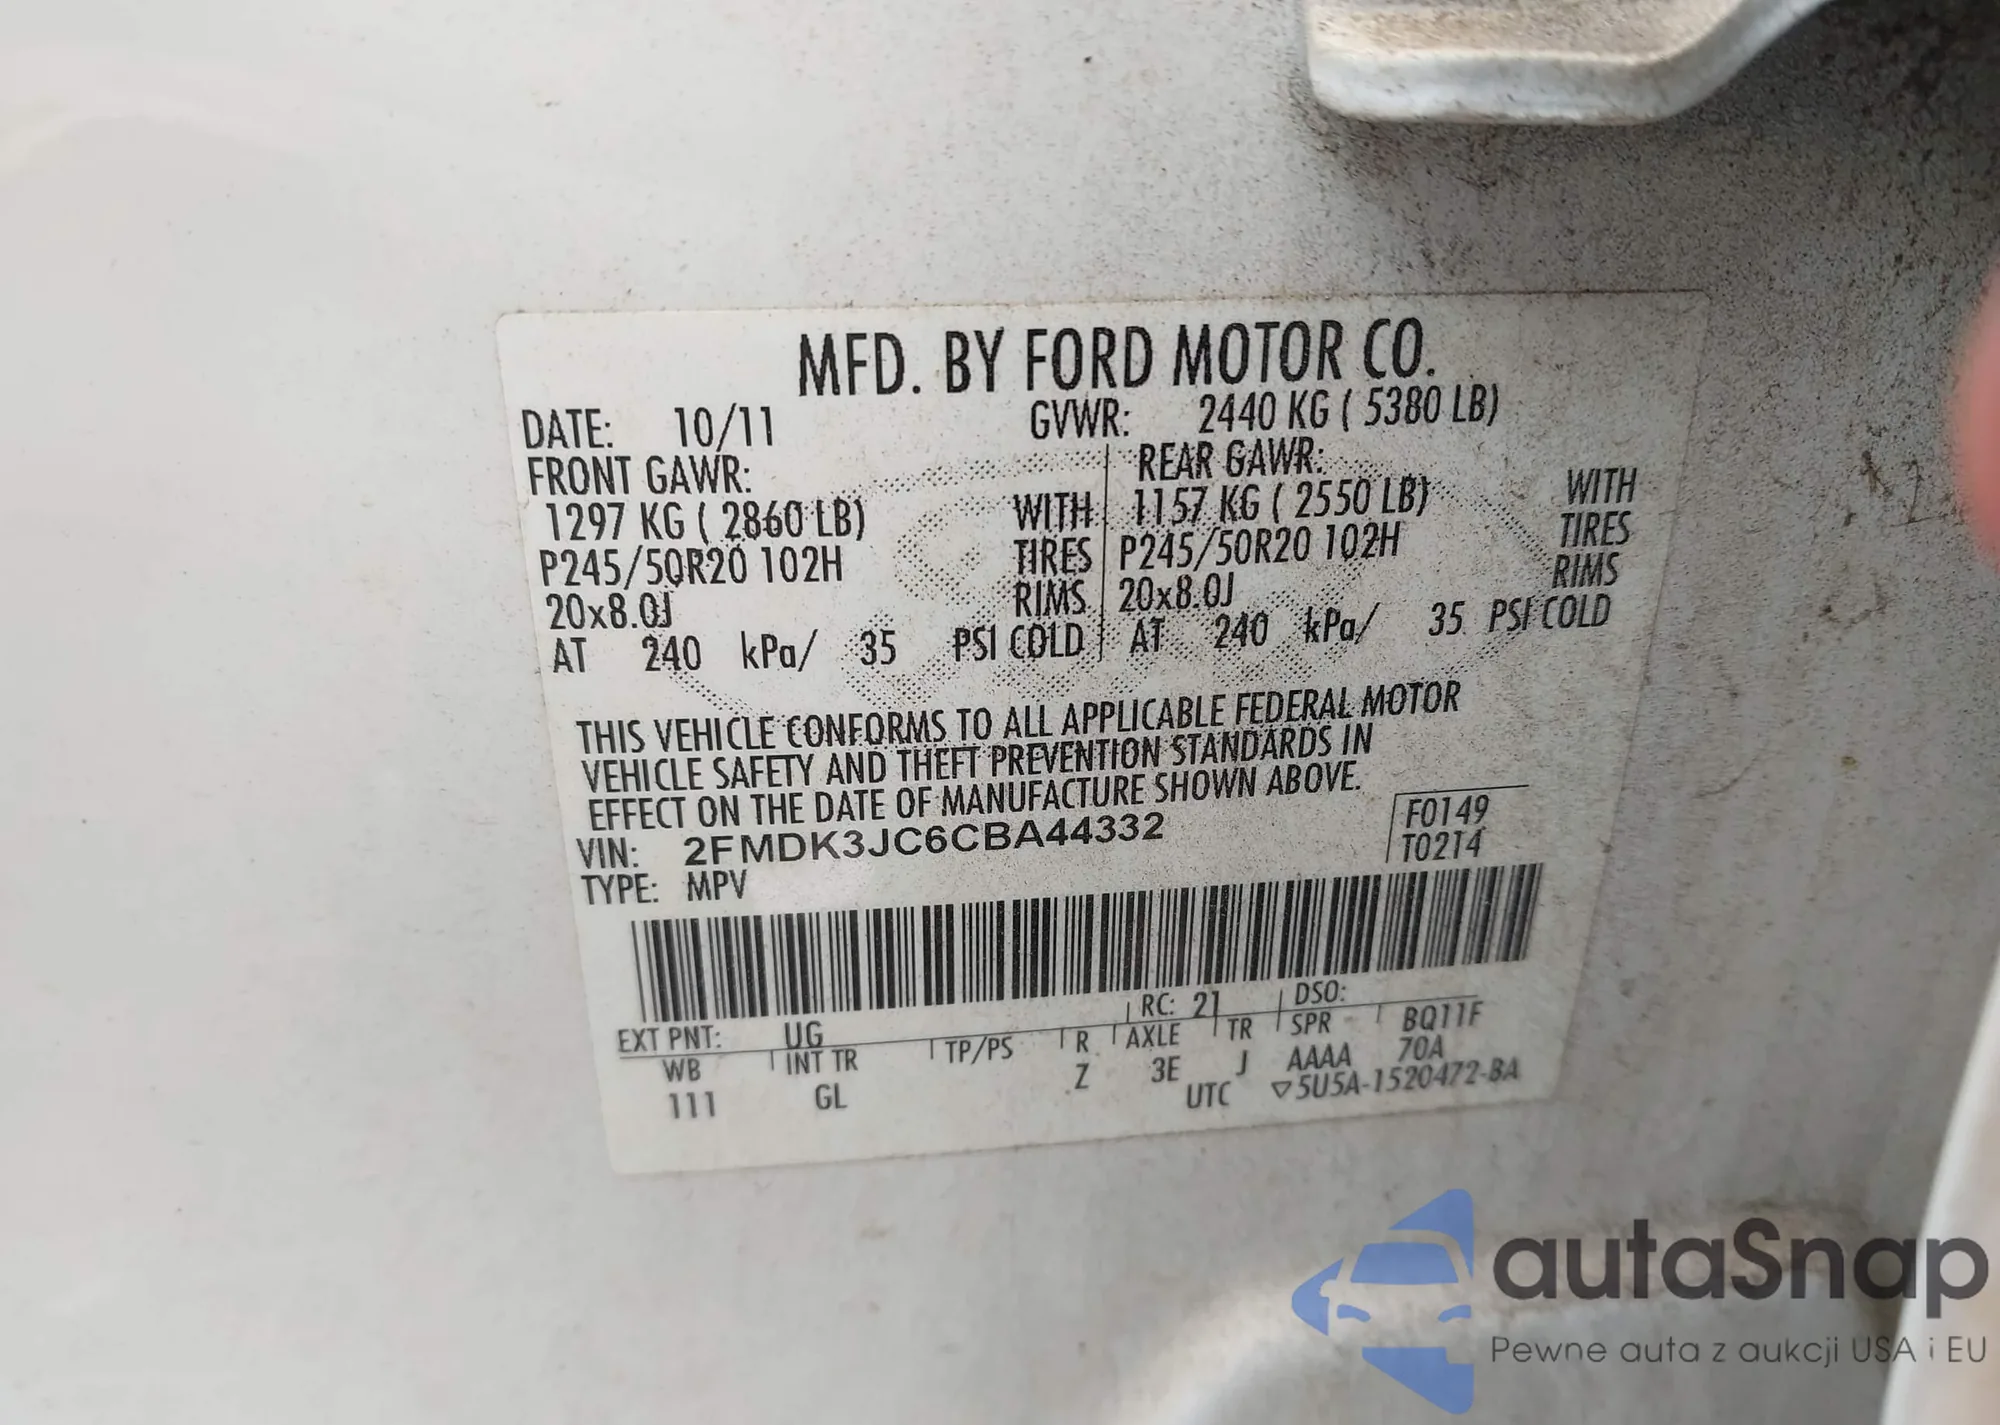 MFD. BY FORD MOTOR CO.
DATE: 10/11 GVWR: 2440 KG ( 5380 LB)
FRONT GAWR: REAR GAWR:
1297 KG ( 2860 LB) WITH 1157 KG ( 2550 LB) WITH
P245/50R20 102H TIRES P245/50R20 102H TIRES
20x8.0J RIMS 20x8.0J RIMS
AT 240 kPa/ 35 PSI COLD AT 240 kPa/ 35 PSI COLD
THIS VEHICLE CONFORMS TO ALL APPLICABLE FEDERAL MOTOR
VEHICLE SAFETY AND THEFT PREVENTION STANDARDS IN
EFFECT ON THE DATE OF MANUFACTURE SHOWN ABOVE.
VIN: 2FMDK3JC6CBA44332 F0149
TYPE: MPV T0214
EXT PNT: UG RC: 21 DSO:
WB INT TR TP/PS R AXLE TR SPR BQ11F
111 GL Z 3E J AAAA 70A
UTC ▽5U5A-1520472-BA
autaSnap
Pewne auta z aukcji USA i EU